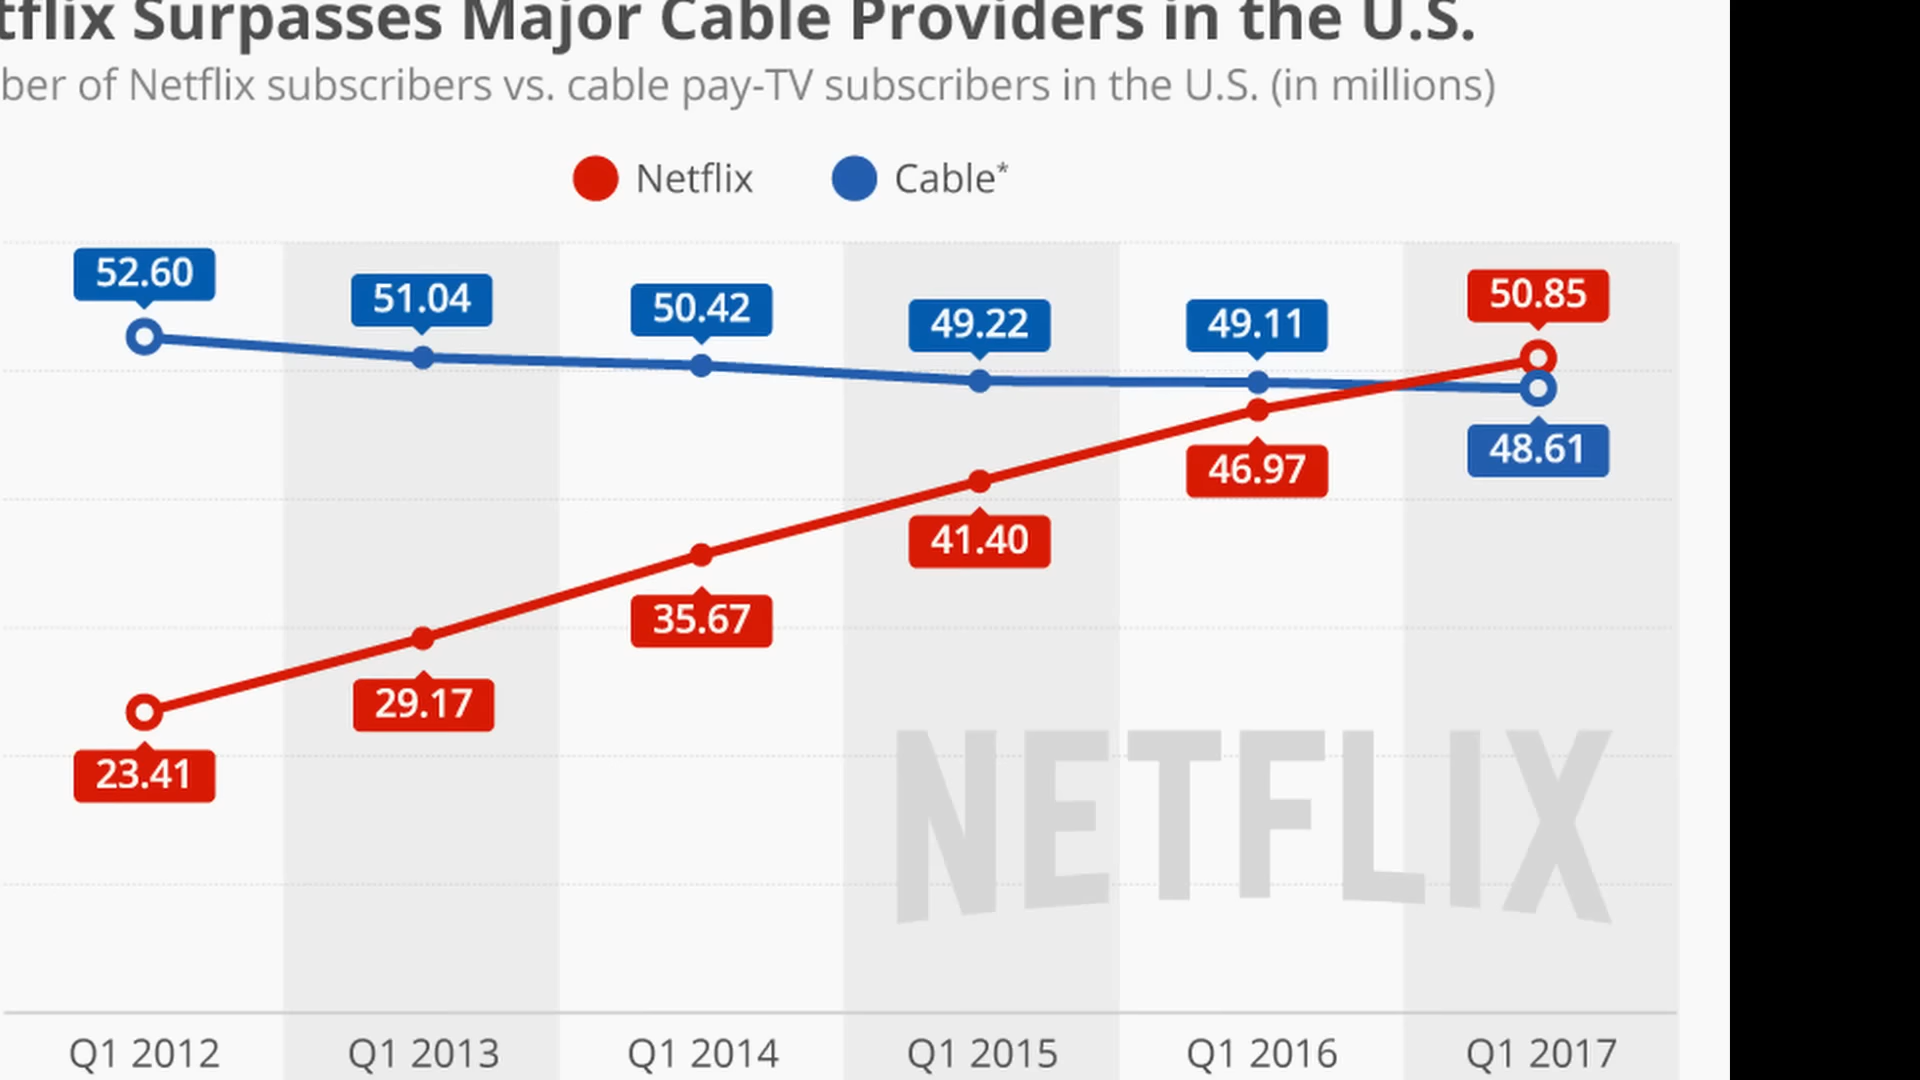 tflix Surpasses Major Cable Providers in the U.S.
ber of Netflix subscribers vs. cable pay-TV subscribers in the U.S. (in millions)
Netflix Cable*
52.60 51.04 50.42 49.22 49.11 50.85
48.61
46.97
41.40
35.67
29.17
23.41
NETFLIX
Q1 2012 Q1 2013 Q1 2014 Q1 2015 Q1 2016 Q1 2017